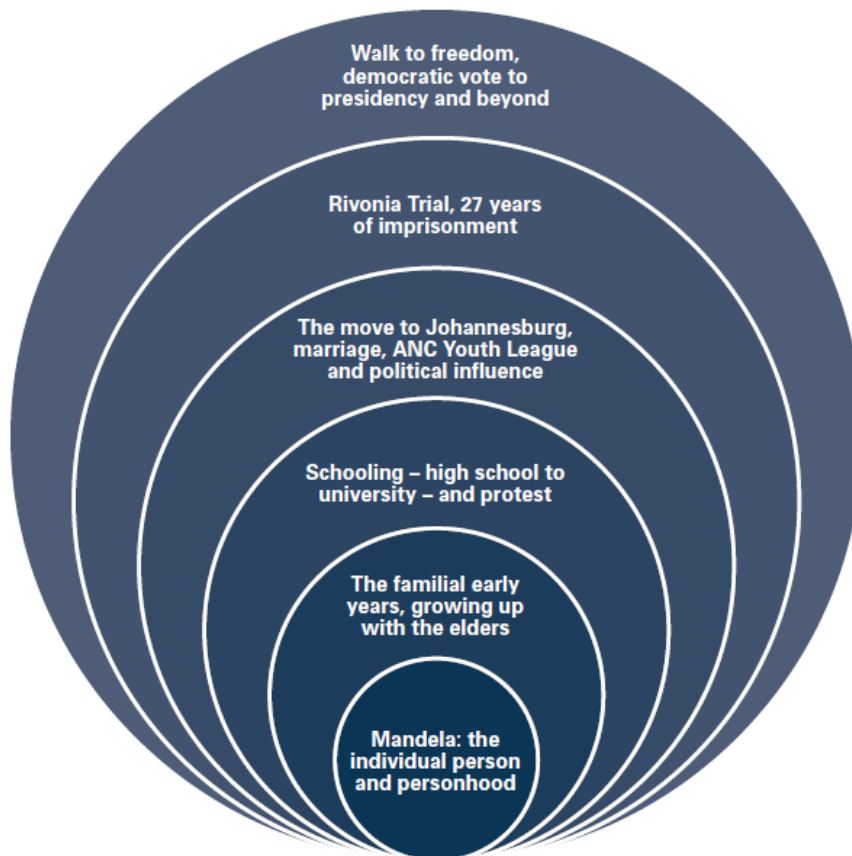 Walk to freedom,
democratic vote to
presidency and beyond
Rivonia Trial, 27 years
of imprisonment
The move to Johannesburg,
marriage, ANC Youth League
and political influence
Schooling – high school to
university – and protest
The familial early
years, growing up
with the elders
Mandela: the
individual person
and personhood